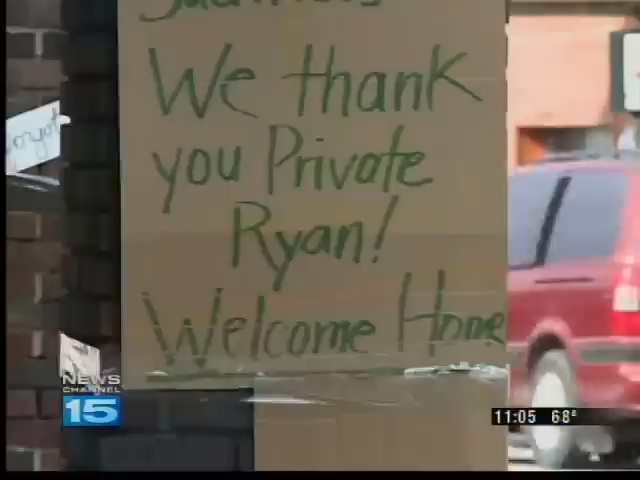 We thank
you Private
Ryan!
Welcome Home
NEWS
CHANNEL
15
11:05 68°